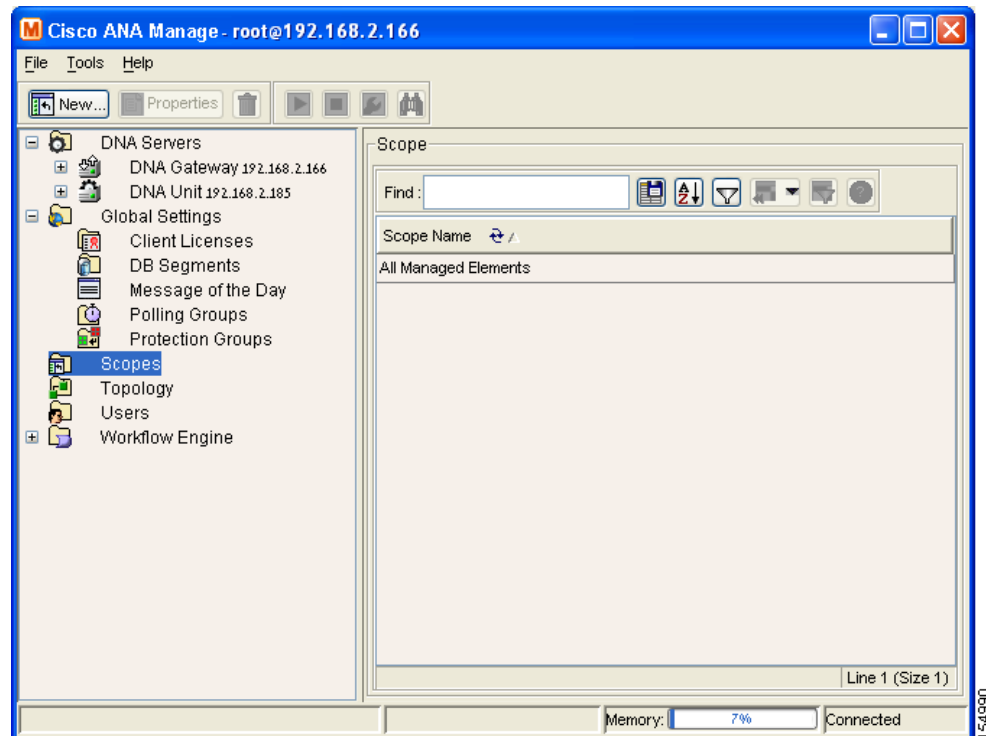 Cisco ANA Manage - root@192.168.2.166
File Tools Help
New... Properties
DNA Servers
DNA Gateway 192.168.2.166
DNA Unit 192.168.2.185
Global Settings
Client Licenses
DB Segments
Message of the Day
Polling Groups
Protection Groups
Scopes
Topology
Users
Workflow Engine
Scope
Find :
Scope Name
All Managed Elements
Line 1 (Size 1)
Memory: 7% Connected
154990